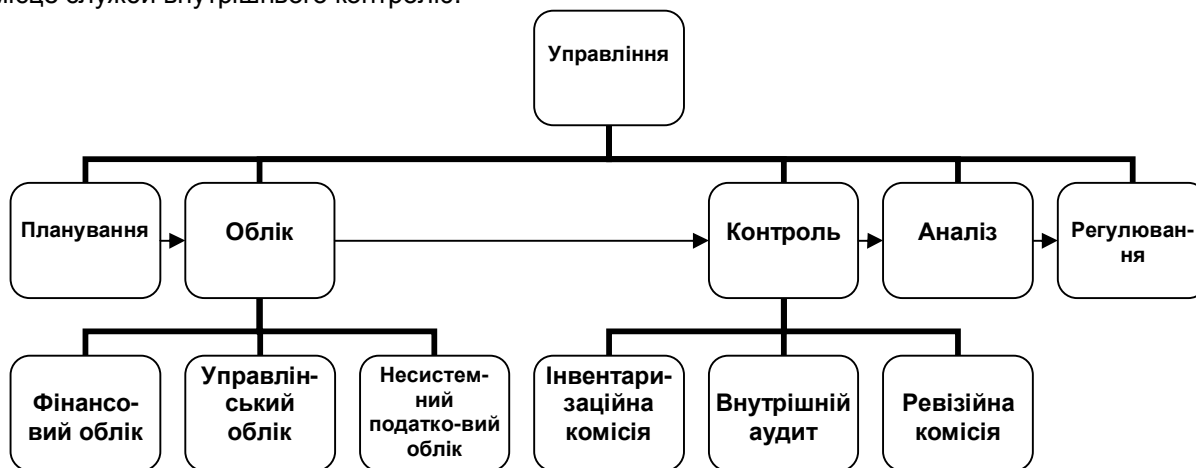 місце служби внутрішнього контролю.
Управління
Планування
Облік
Контроль
Аналіз
Регулюван-
ня
Фінансо-
вий облік
Управлін-
ський
облік
Несистем-
ний
податко-вий
облік
Інвентари-
заційна
комісія
Внутрішній
аудит
Ревізійна
комісія